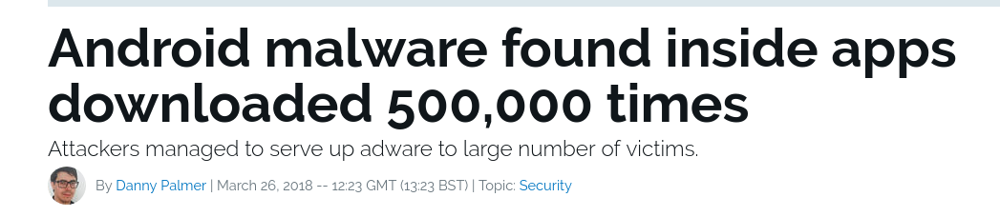 Android malware found inside apps
downloaded 500,000 times
Attackers managed to serve up adware to large number of victims.
By Danny Palmer | March 26, 2018 -- 12:23 GMT (13:23 BST) | Topic: Security